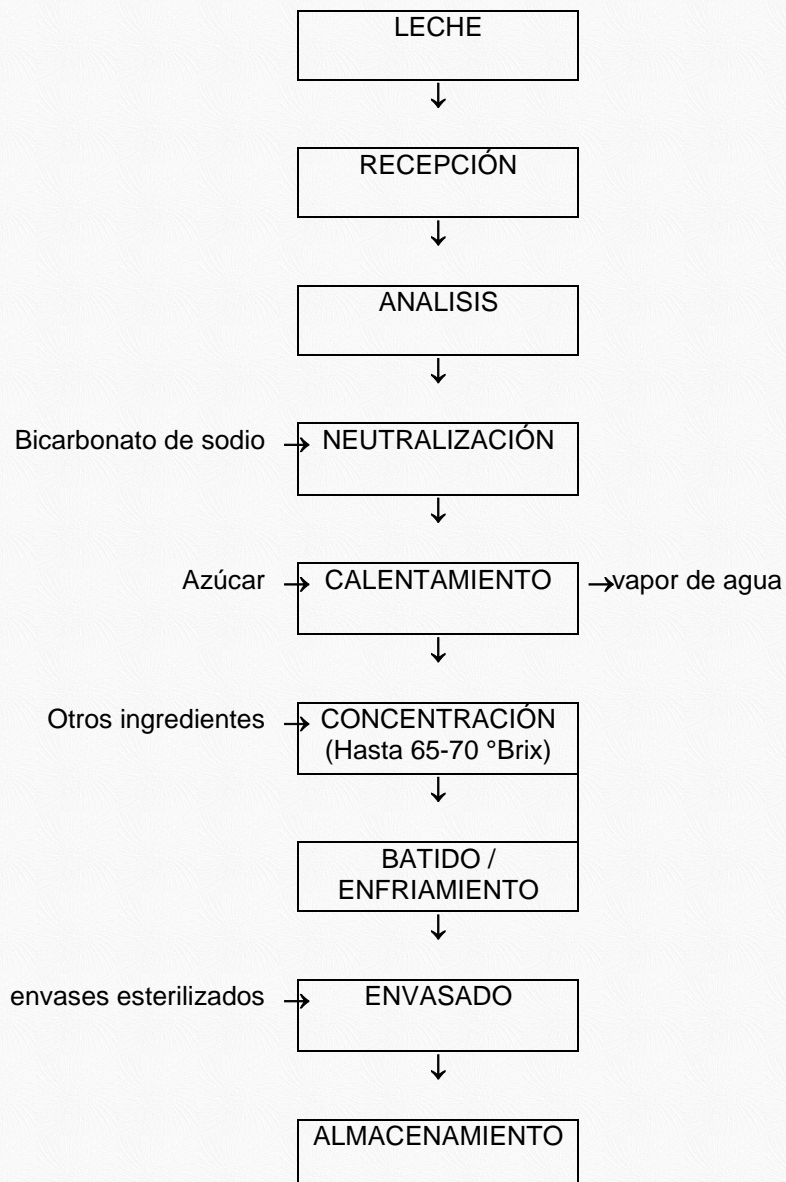 LECHE
↓
RECEPCIÓN
↓
ANALISIS
↓
Bicarbonato de sodio → NEUTRALIZACIÓN
↓
Azúcar → CALENTAMIENTO →vapor de agua
↓
Otros ingredientes → CONCENTRACIÓN
(Hasta 65-70 °Brix)
↓
BATIDO /
ENFRIAMIENTO
↓
envases esterilizados → ENVASADO
↓
ALMACENAMIENTO